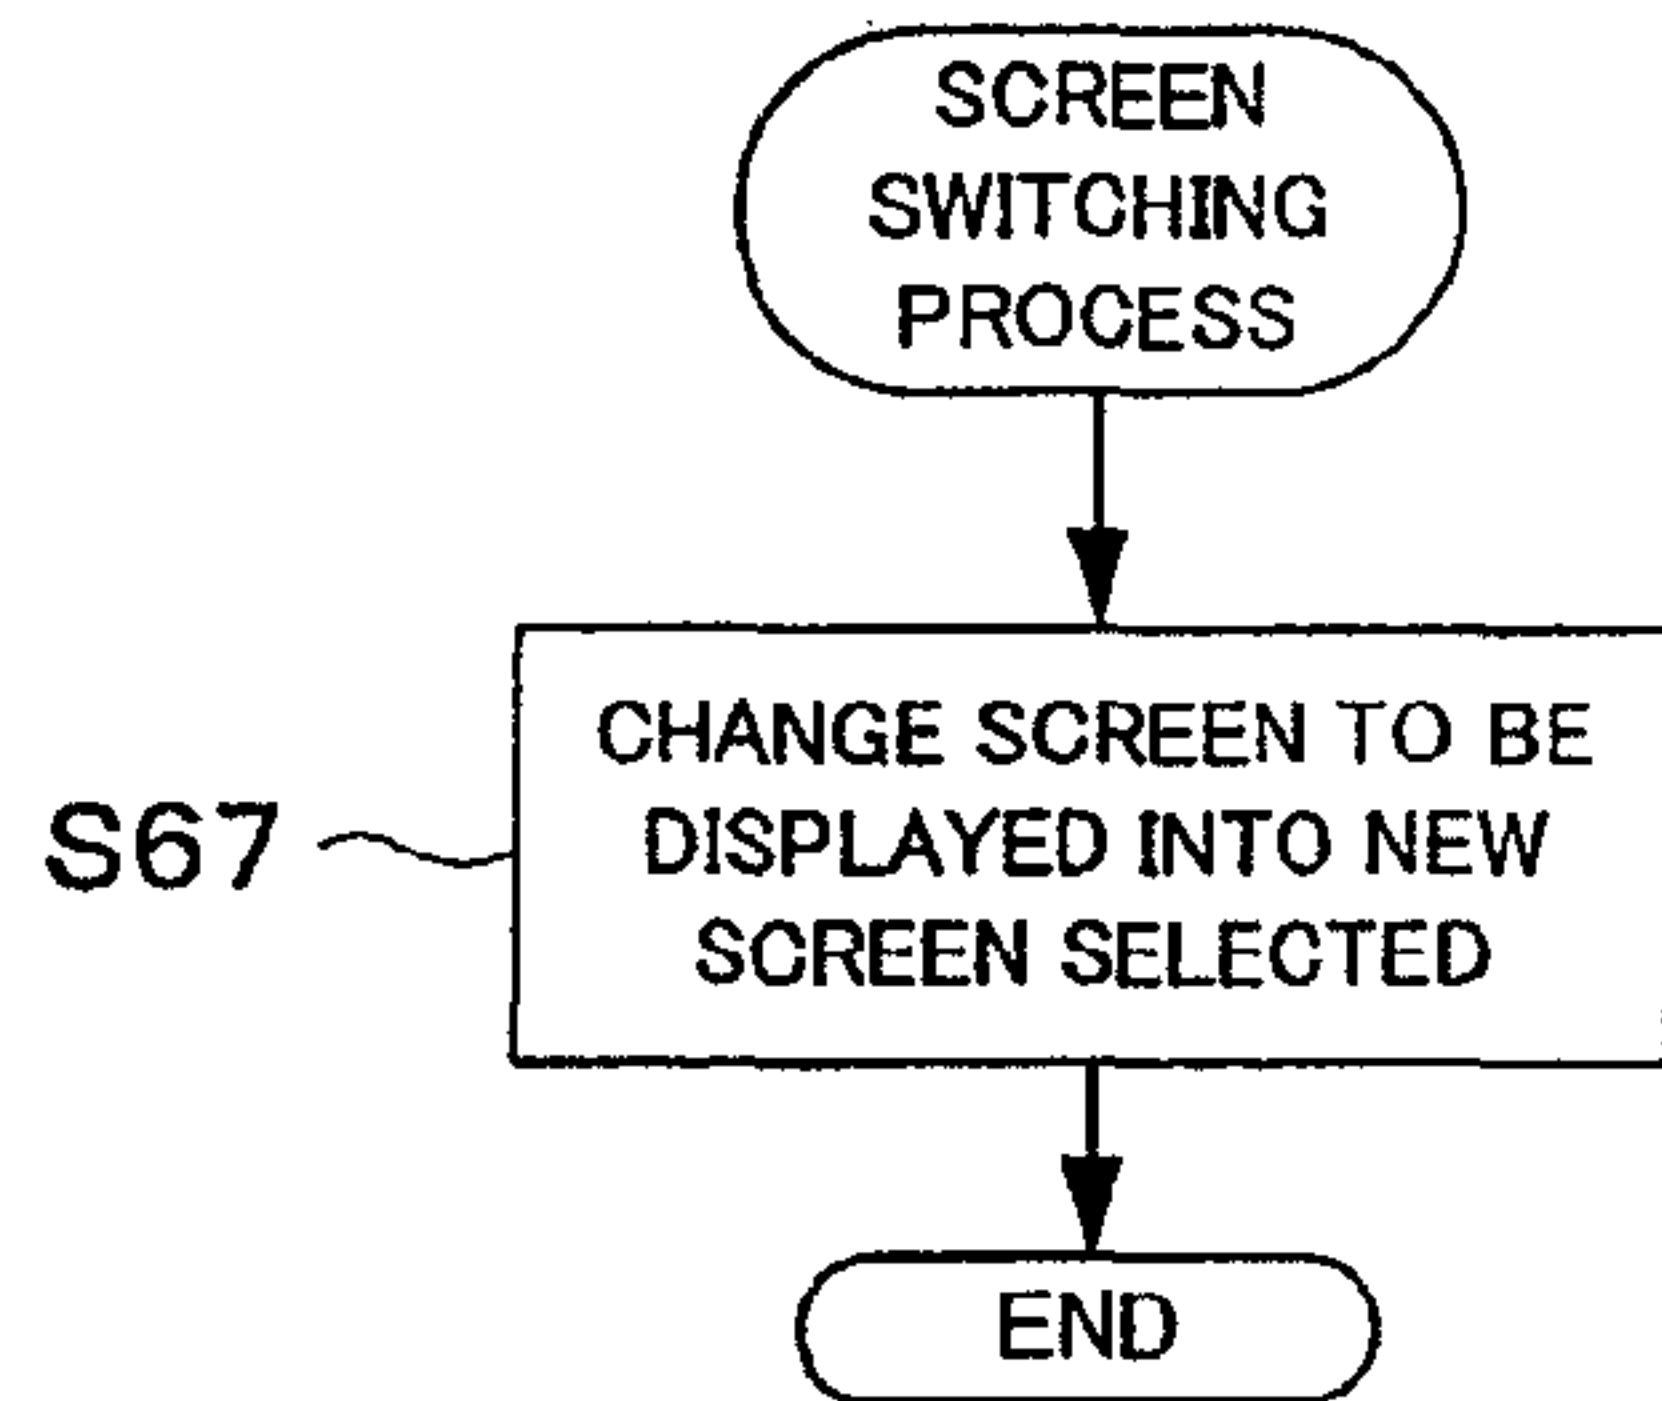 SCREEN
SWITCHING
PROCESS
CHANGE SCREEN TO BE
DISPLAYED INTO NEW
SCREEN SELECTED
S67
END